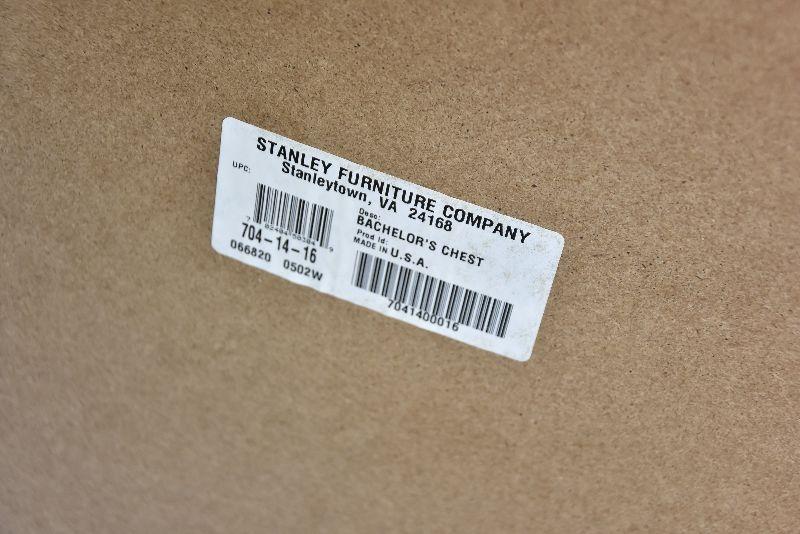 STANLEY FURNITURE COMPANY
Stanleytown, VA 24168
UPC:
704-14-16
066820 0502W
Desc:
BACHELOR'S CHEST
Prod Id:
MADE IN U.S.A.
7041400016